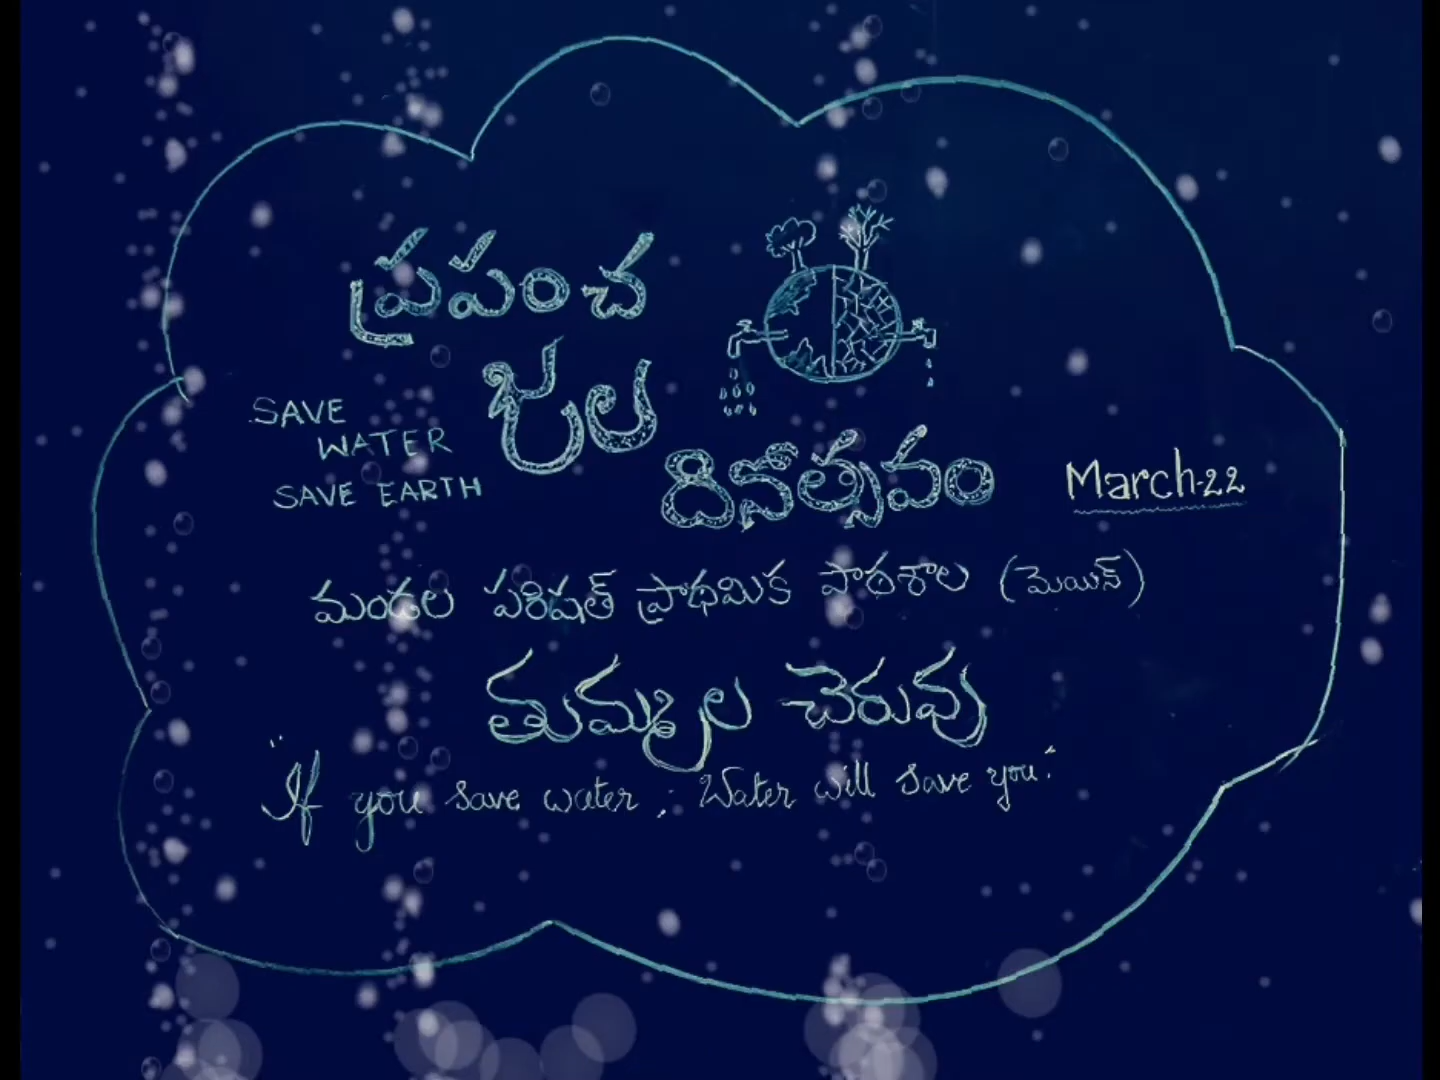 ప్రపంచ
జల
SAVE
WATER
SAVE EARTH
దినోత్సవం
March-22
మండల పరిషత్ ప్రాథమిక పాఠశాల (మెయిన్)
తుమ్మల చెరువు
"If you save water ; Water will save you."